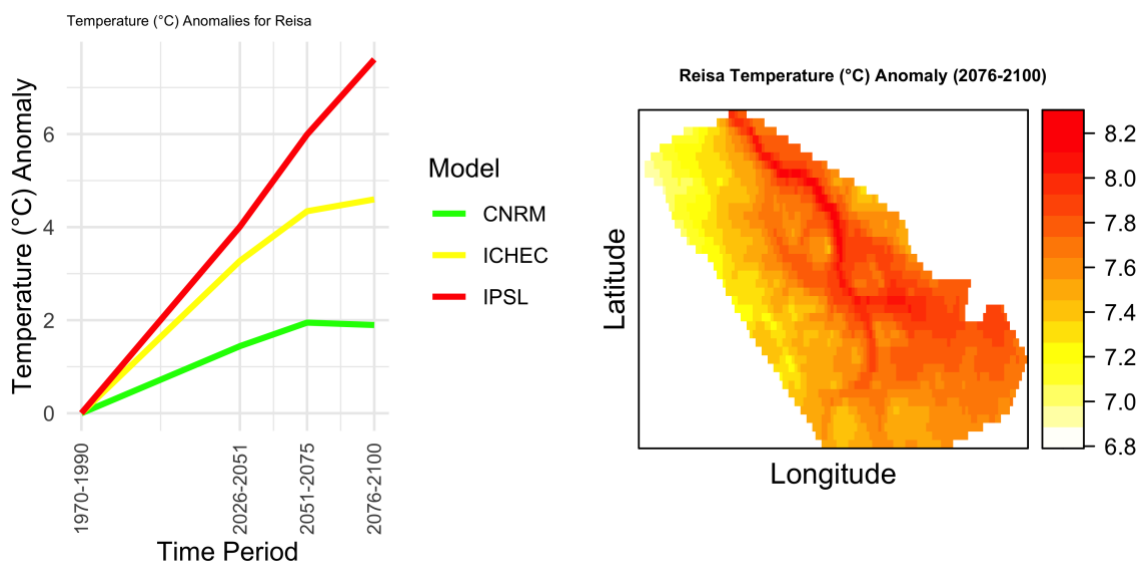 Temperature (°C) Anomalies for Reisa
Temperature (°C) Anomaly
6
4
2
0
1970-1990
2026-2051
2051-2075
2076-2100
Time Period
Model
CNRM
ICHEC
IPSL
Reisa Temperature (°C) Anomaly (2076-2100)
Latitude
Longitude
8.2
8.0
7.8
7.6
7.4
7.2
7.0
6.8